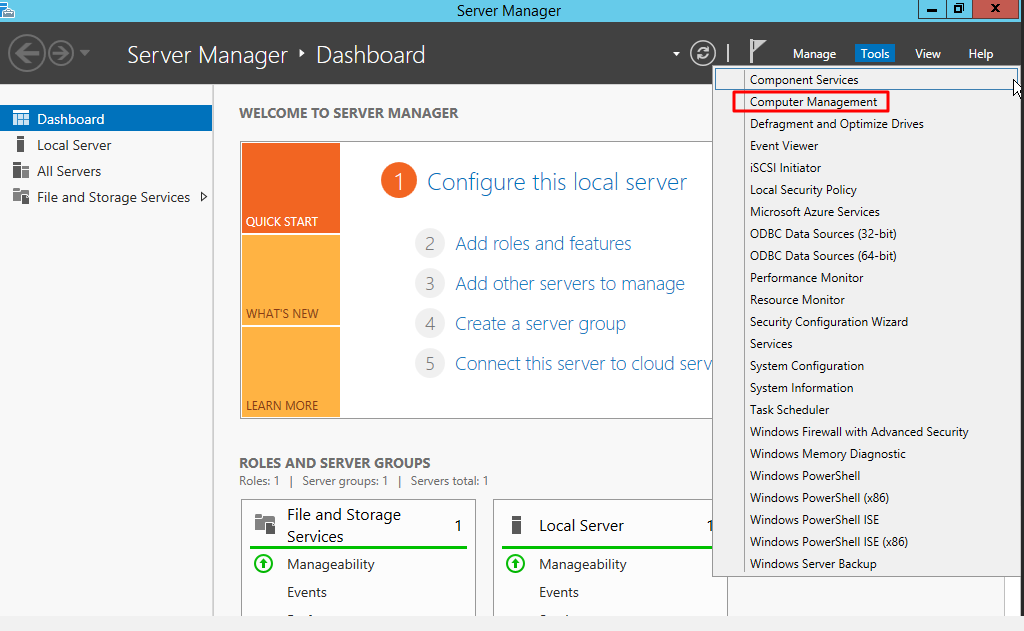 Server Manager
Server Manager ‣ Dashboard
Manage Tools View Help
Dashboard
Local Server
All Servers
File and Storage Services
WELCOME TO SERVER MANAGER
QUICK START
WHAT'S NEW
LEARN MORE
1 Configure this local server
2 Add roles and features
3 Add other servers to manage
4 Create a server group
5 Connect this server to cloud serv
ROLES AND SERVER GROUPS
Roles: 1 | Server groups: 1 | Servers total: 1
File and Storage
Services 1
Manageability
Events
Local Server 1
Manageability
Events
Component Services
Computer Management
Defragment and Optimize Drives
Event Viewer
iSCSI Initiator
Local Security Policy
Microsoft Azure Services
ODBC Data Sources (32-bit)
ODBC Data Sources (64-bit)
Performance Monitor
Resource Monitor
Security Configuration Wizard
Services
System Configuration
System Information
Task Scheduler
Windows Firewall with Advanced Security
Windows Memory Diagnostic
Windows PowerShell
Windows PowerShell (x86)
Windows PowerShell ISE
Windows PowerShell ISE (x86)
Windows Server Backup